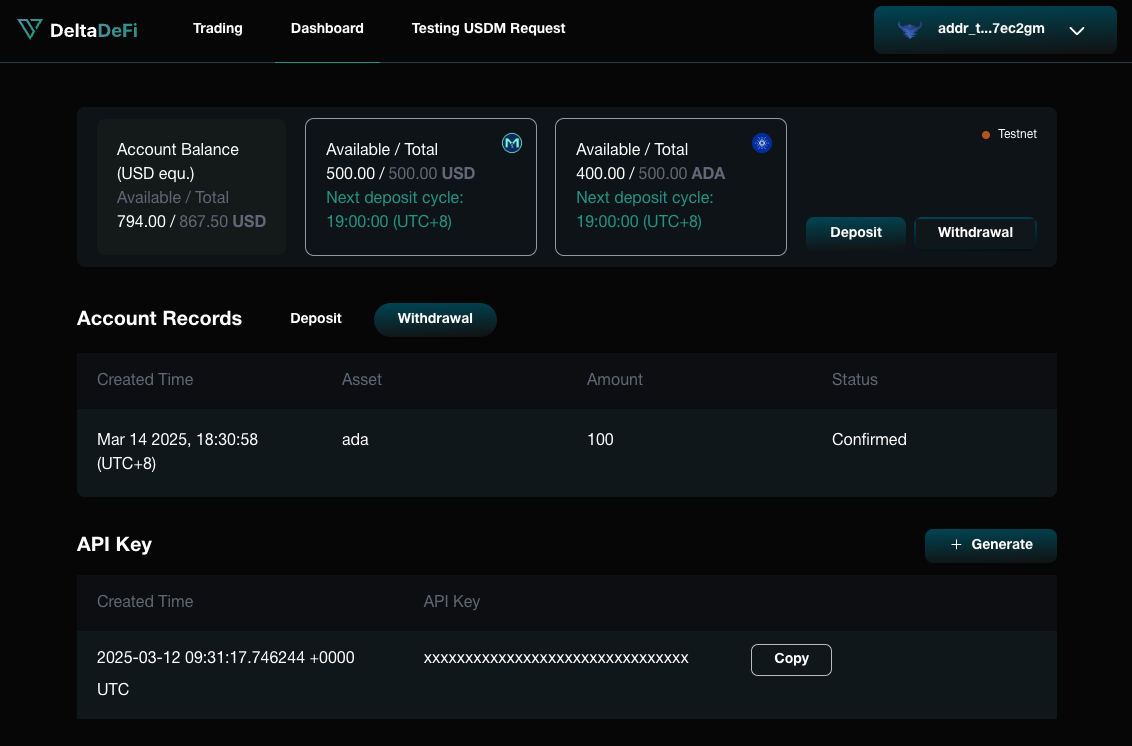 DeltaDeFi
Trading
Dashboard
Testing USDM Request
addr_t...7ec2gm
Account Balance
(USD equ.)
Available / Total
794.00 / 867.50 USD
Available / Total
500.00 / 500.00 USD
Next deposit cycle:
19:00:00 (UTC+8)
Available / Total
400.00 / 500.00 ADA
Next deposit cycle:
19:00:00 (UTC+8)
Testnet
Deposit
Withdrawal
Account Records
Deposit
Withdrawal
Created Time
Asset
Amount
Status
Mar 14 2025, 18:30:58
(UTC+8)
ada
100
Confirmed
API Key
+ Generate
Created Time
API Key
2025-03-12 09:31:17.746244 +0000
UTC
xxxxxxxxxxxxxxxxxxxxxxxxxxxxxxxx
Copy